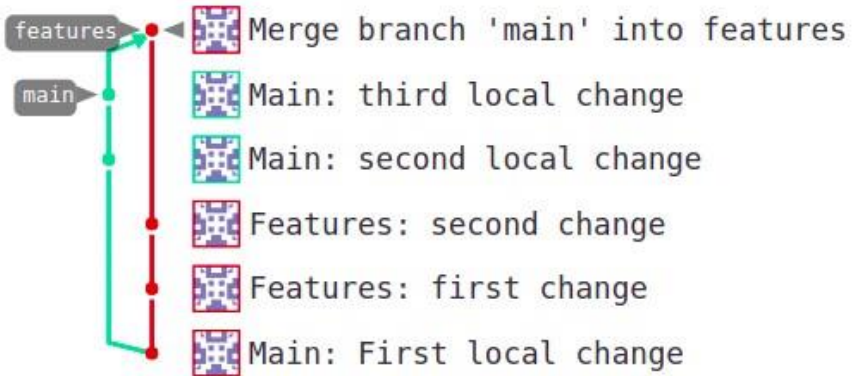 features
Merge branch 'main' into features
main
Main: third local change
Main: second local change
Features: second change
Features: first change
Main: First local change